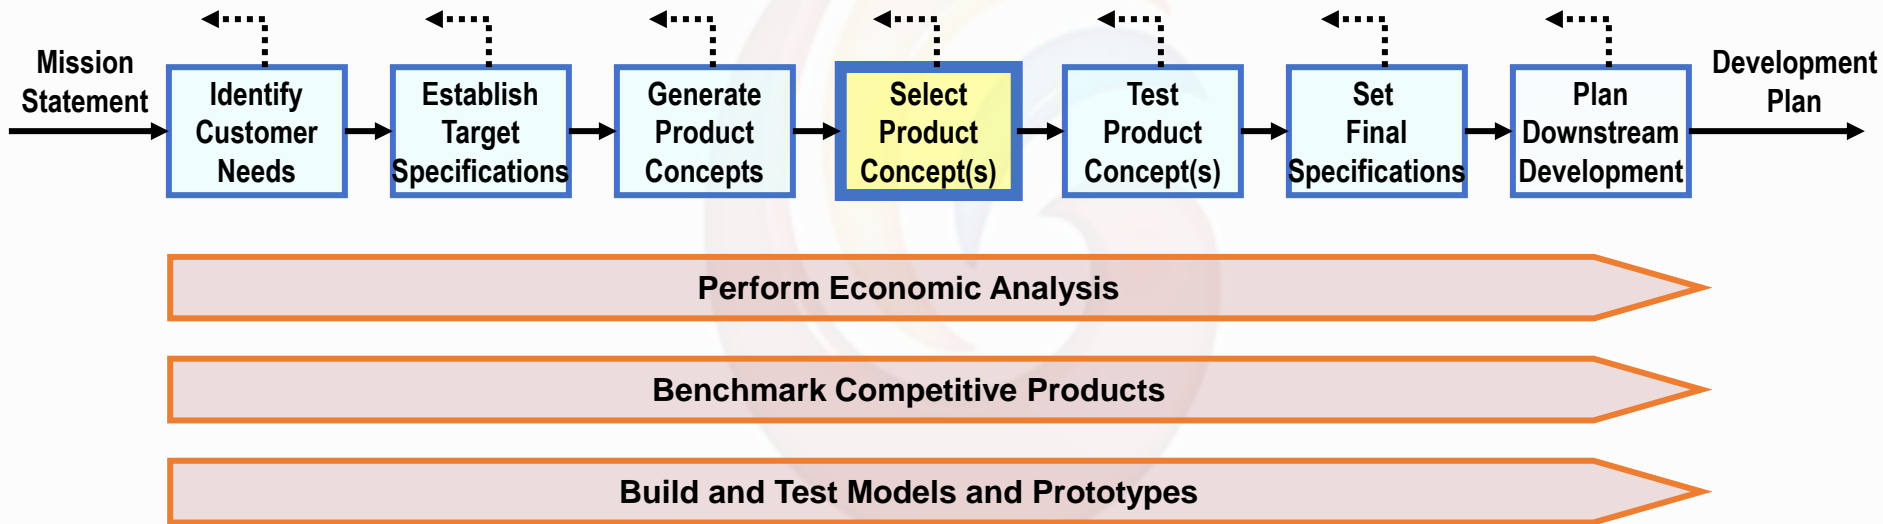 Mission
Statement
Identify
Customer
Needs
Establish
Target
Specifications
Generate
Product
Concepts
Select
Product
Concept(s)
Test
Product
Concept(s)
Set
Final
Specifications
Plan
Downstream
Development
Development
Plan
Perform Economic Analysis
Benchmark Competitive Products
Build and Test Models and Prototypes